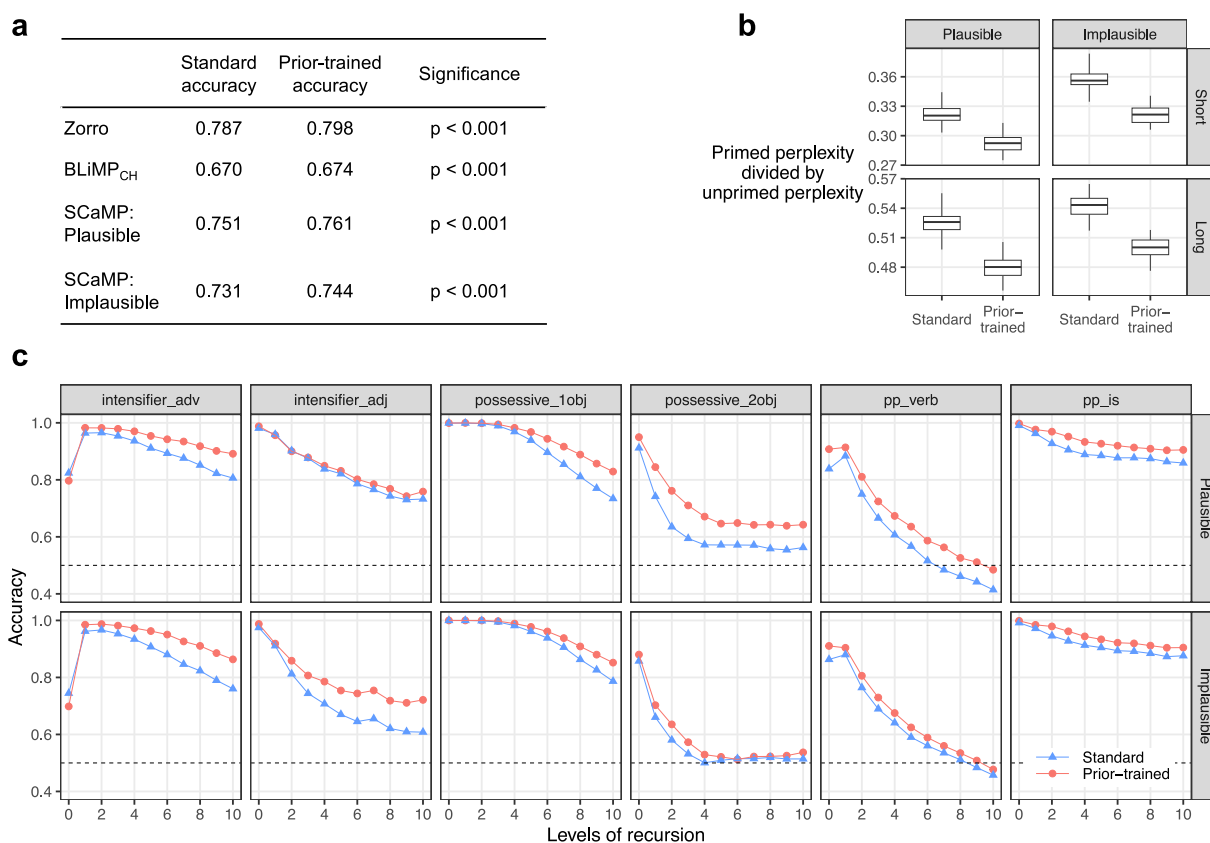 a
Standard accuracy Prior-trained accuracy Significance
Zorro 0.787 0.798 p < 0.001
BLiMP_CH 0.670 0.674 p < 0.001
SCaMP: Plausible 0.751 0.761 p < 0.001
SCaMP: Implausible 0.731 0.744 p < 0.001
b
Plausible Implausible
Primed perplexity
divided by
unprimed perplexity
0.36
0.33
0.30
0.27
Short
0.57
0.54
0.51
0.48
Long
Standard Prior-trained Standard Prior-trained
c
intensifier_adv intensifier_adj possessive_1obj possessive_2obj pp_verb pp_is
Accuracy
1.0
0.8
0.6
0.4
Plausible
1.0
0.8
0.6
0.4
Implausible
Standard
Prior-trained
0 2 4 6 8 10 0 2 4 6 8 10 0 2 4 6 8 10 0 2 4 6 8 10 0 2 4 6 8 10 0 2 4 6 8 10
Levels of recursion